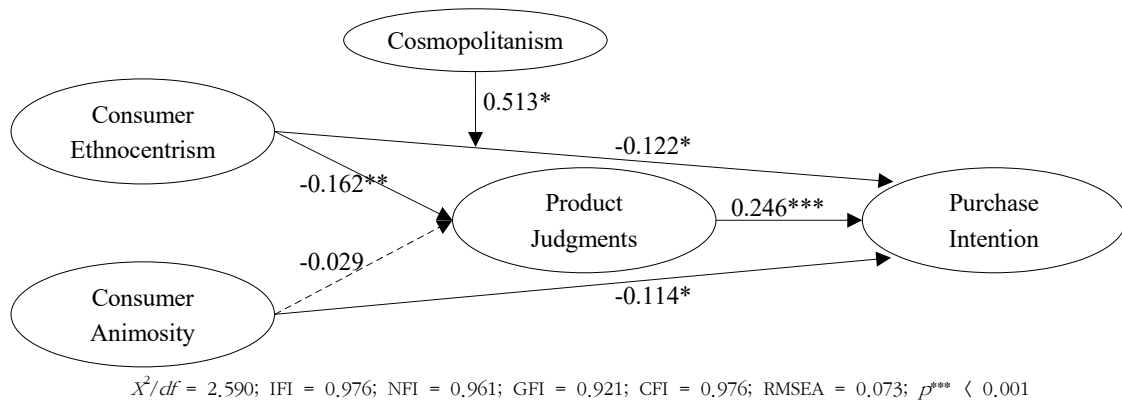 Cosmopolitanism
0.513*
Consumer
Ethnocentrism
-0.122*
-0.162**
Product
Judgments
0.246***
Purchase
Intention
-0.029
Consumer
Animosity
-0.114*
X²/df = 2.590; IFI = 0.976; NFI = 0.961; GFI = 0.921; CFI = 0.976; RMSEA = 0.073; p*** < 0.001